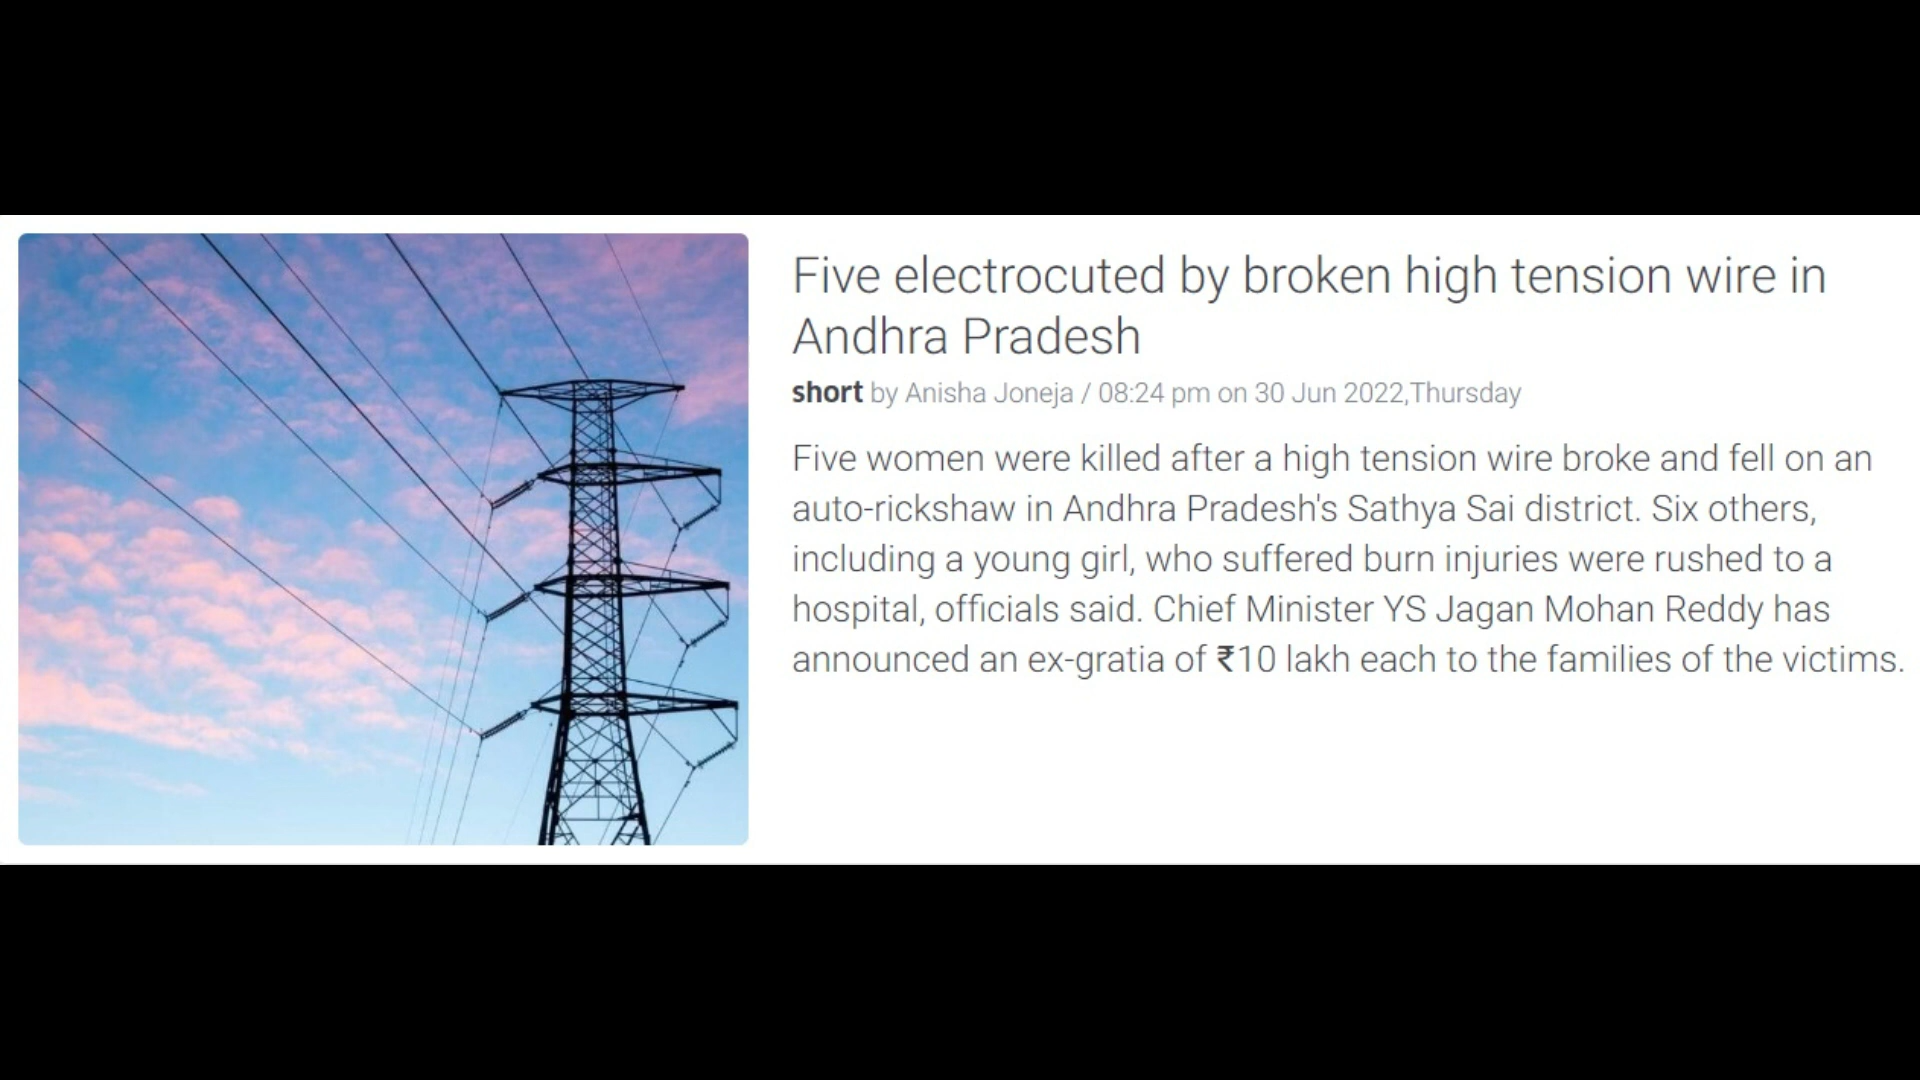 Five electrocuted by broken high tension wire in
Andhra Pradesh
short by Anisha Joneja / 08:24 pm on 30 Jun 2022,Thursday
Five women were killed after a high tension wire broke and fell on an
auto-rickshaw in Andhra Pradesh's Sathya Sai district. Six others,
including a young girl, who suffered burn injuries were rushed to a
hospital, officials said. Chief Minister YS Jagan Mohan Reddy has
announced an ex-gratia of ₹10 lakh each to the families of the victims.